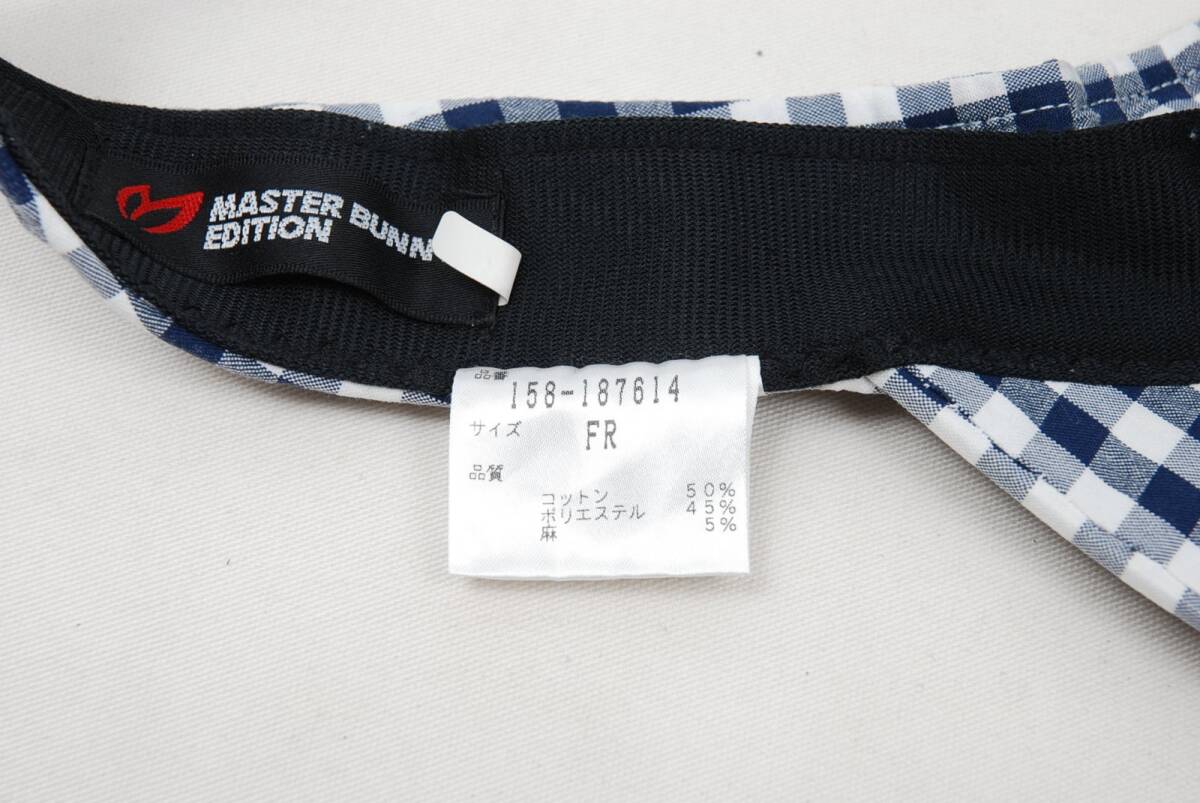 MASTER BUNN
EDITION
品番
158-187614
サイズ FR
品質
コットン 50%
ポリエステル 45%
麻 5%